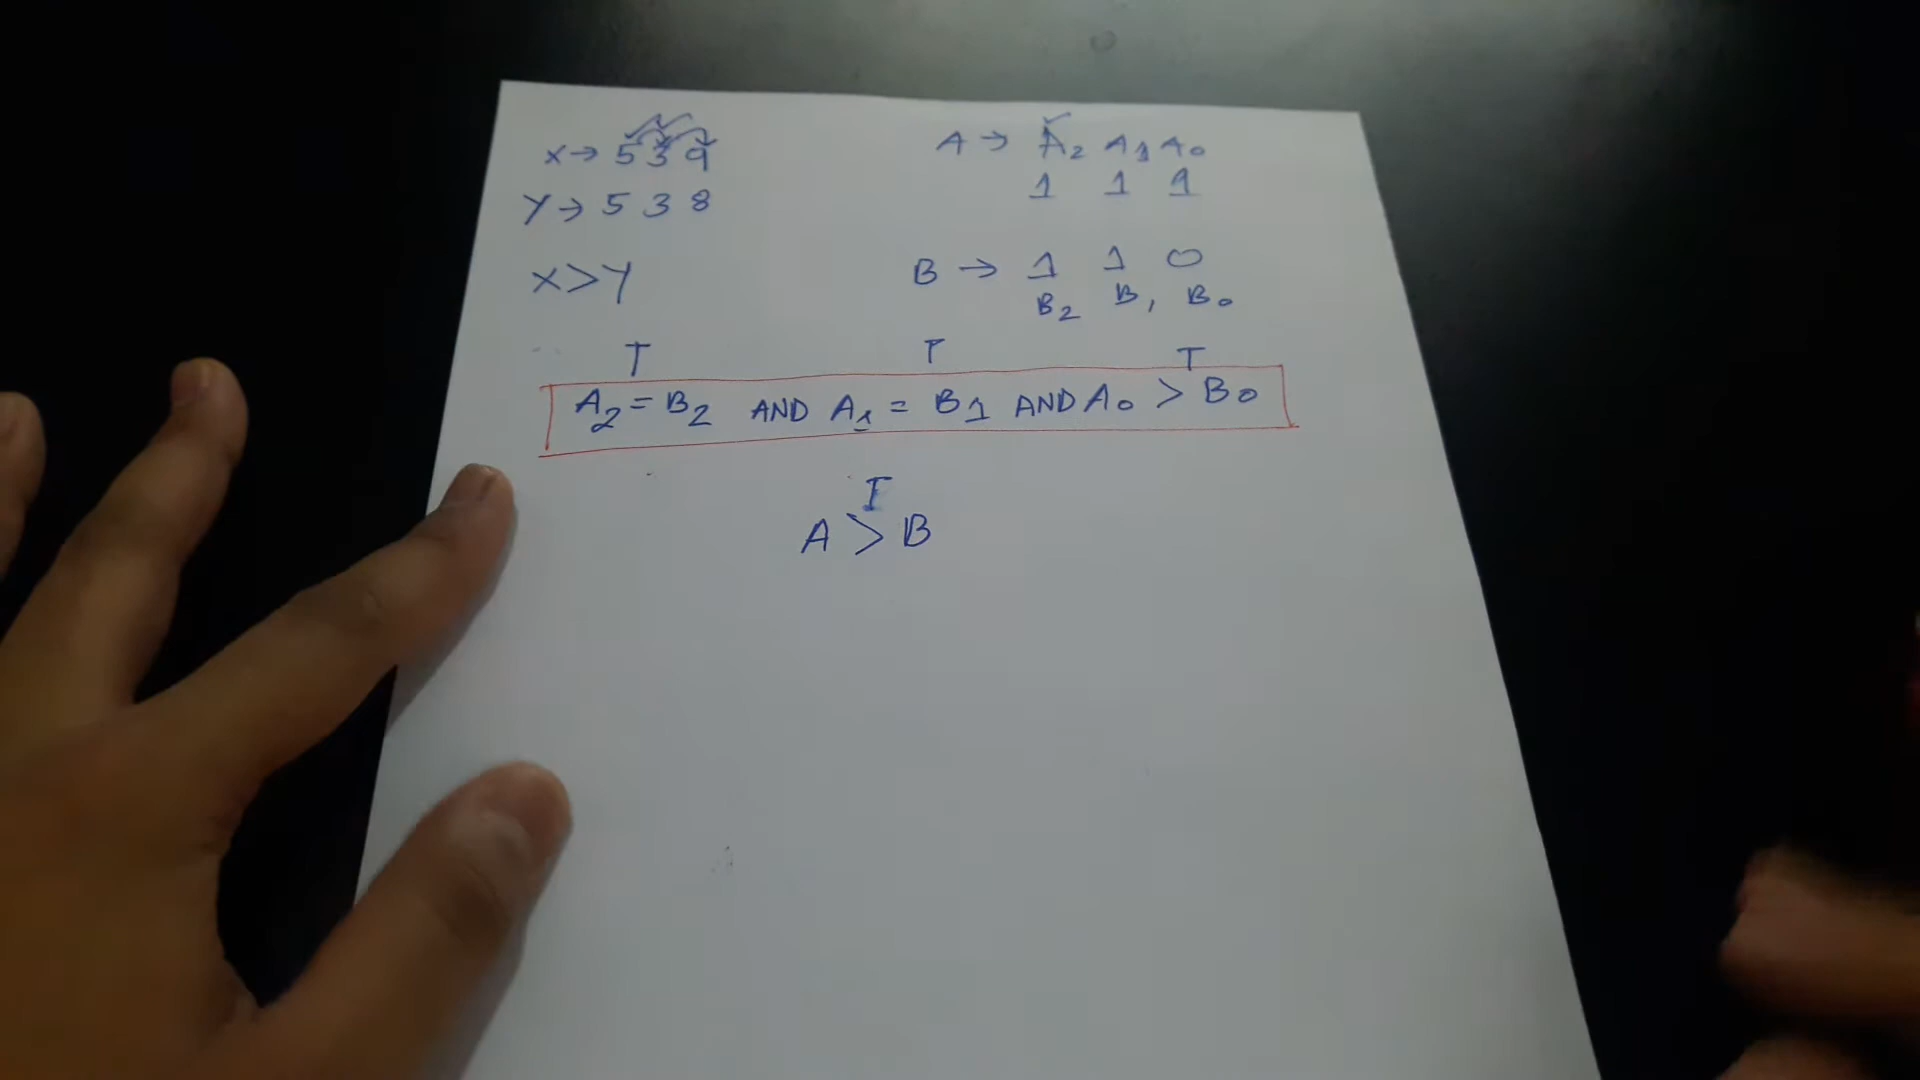 X → 5 3 9
Y → 5 3 8
X > Y
A → A₂ A₁ A₀
1 1 1
B → 1 1 0
B₂ B₁ B₀
T T T
A₂ = B₂ AND A₁ = B₁ AND A₀ > B₀
T
A > B